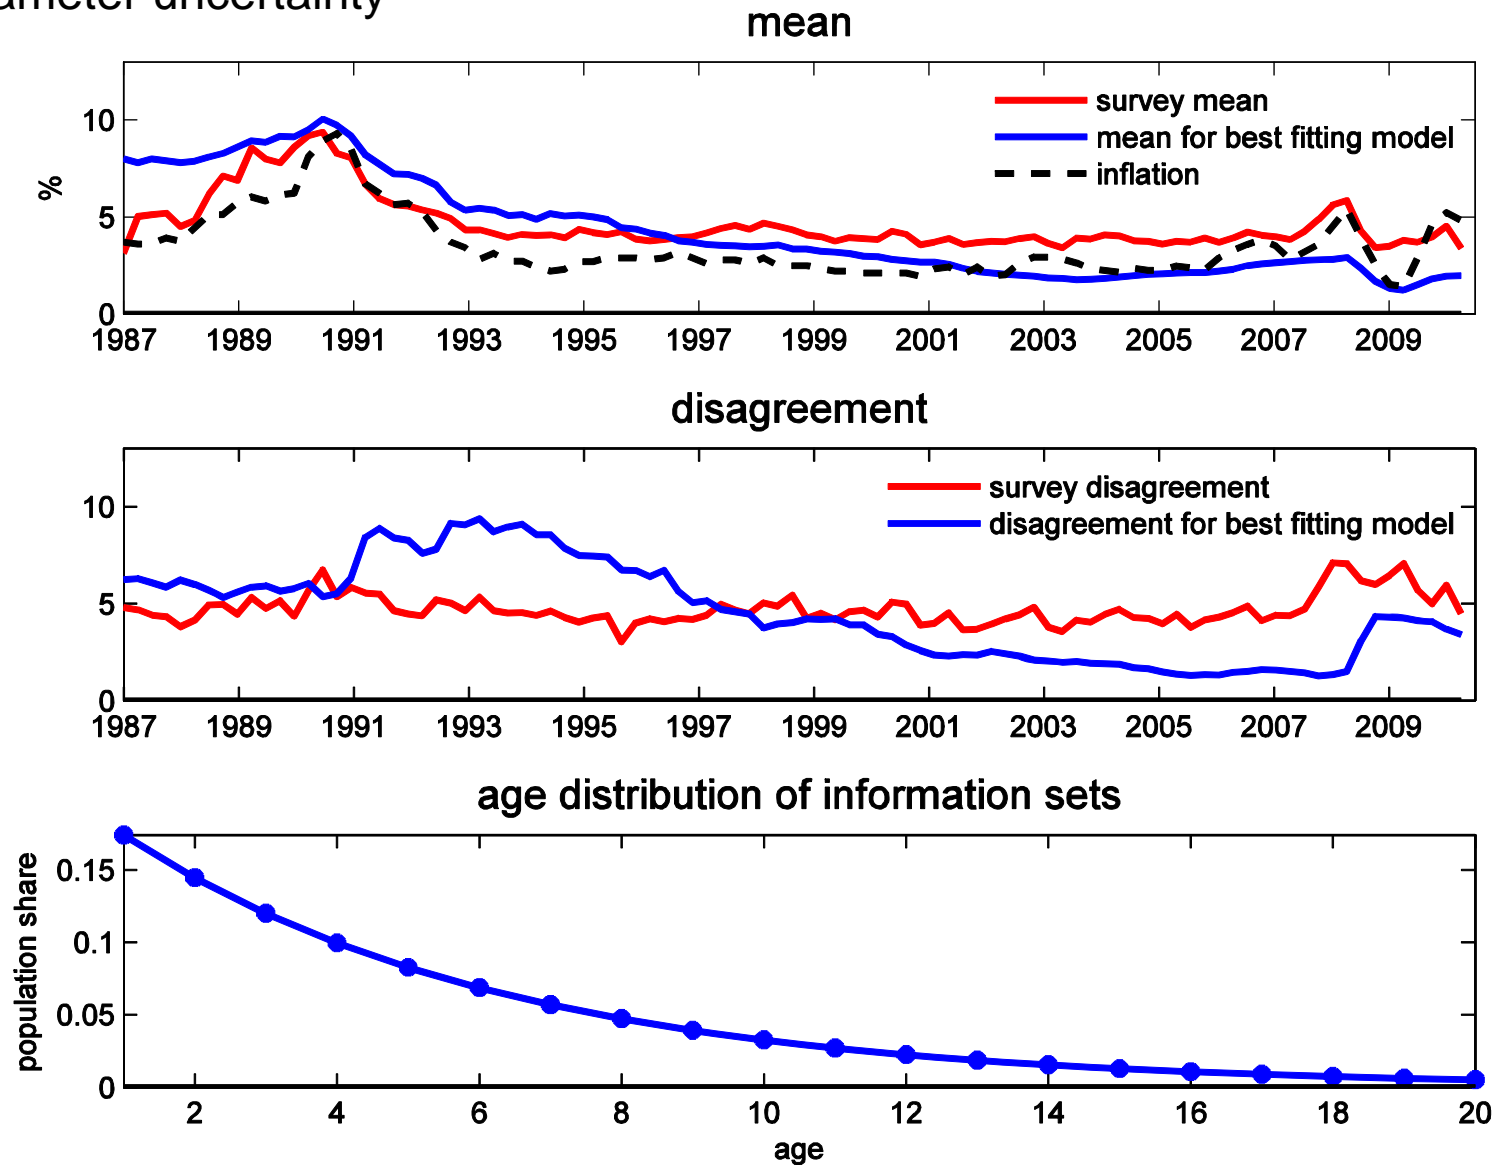 ameter uncertainty
mean
10
5
0
%
survey mean
mean for best fitting model
inflation
1987 1989 1991 1993 1995 1997 1999 2001 2003 2005 2007 2009
disagreement
10
5
0
survey disagreement
disagreement for best fitting model
1987 1989 1991 1993 1995 1997 1999 2001 2003 2005 2007 2009
age distribution of information sets
0.15
0.1
0.05
0
population share
2 4 6 8 10 12 14 16 18 20
age